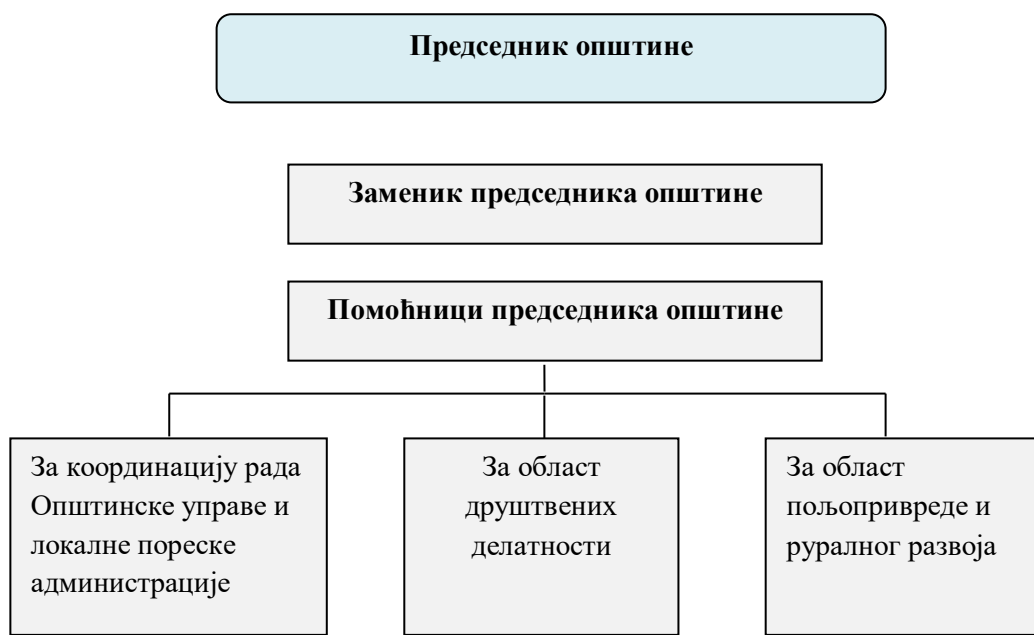 Председник општине
Заменик председника општине
Помоћници председника општине
За координацију рада
Општинске управе и
локалне пореске
администрације
За област
друштвених
делатности
За област
пољопривреде и
руралног развоја